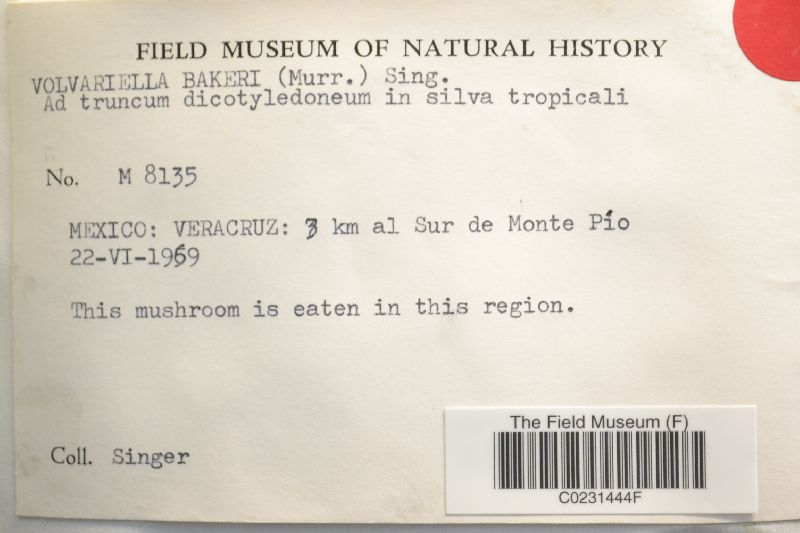 FIELD MUSEUM OF NATURAL HISTORY
VOLVARIELLA BAKERI (Murr.) Sing.
Ad truncum dicotyledoneum in silva tropicali
No. M 8135
MEXICO: VERACRUZ: 3 km al Sur de Monte Pío
22-VI-1969
This mushroom is eaten in this region.
Coll. Singer
The Field Museum (F)
C0231444F